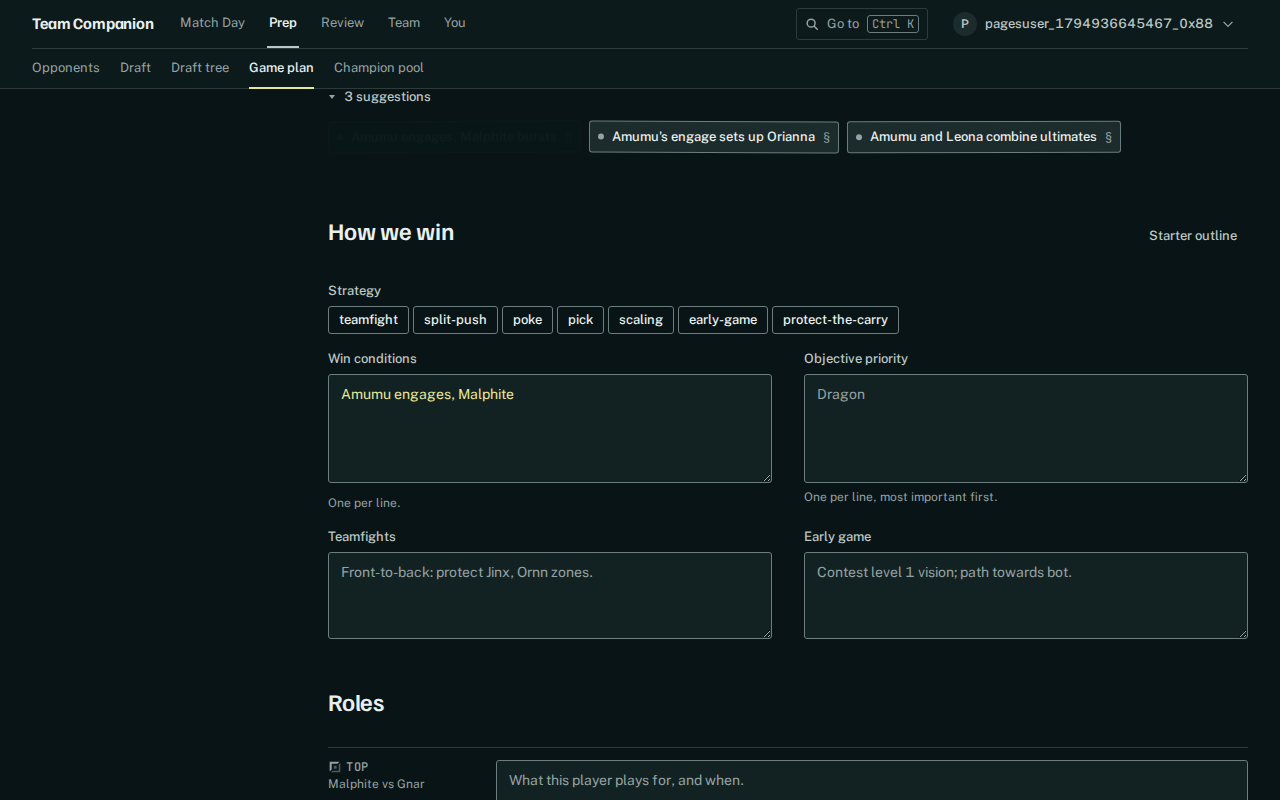 Team Companion Match Day Prep Review Team You Go to Ctrl K P pagesuser_1794936645467_0x88
Opponents Draft Draft tree Game plan Champion pool
3 suggestions
Amumu engages, Malphite bursts § Amumu's engage sets up Orianna § Amumu and Leona combine ultimates §
How we win
Starter outline
Strategy
teamfight split-push poke pick scaling early-game protect-the-carry
Win conditions Objective priority
Amumu engages, Malphite Dragon
One per line. One per line, most important first.
Teamfights Early game
Front-to-back: protect Jinx, Ornn zones. Contest level 1 vision; path towards bot.
Roles
TOP
Malphite vs Gnar
What this player plays for, and when.